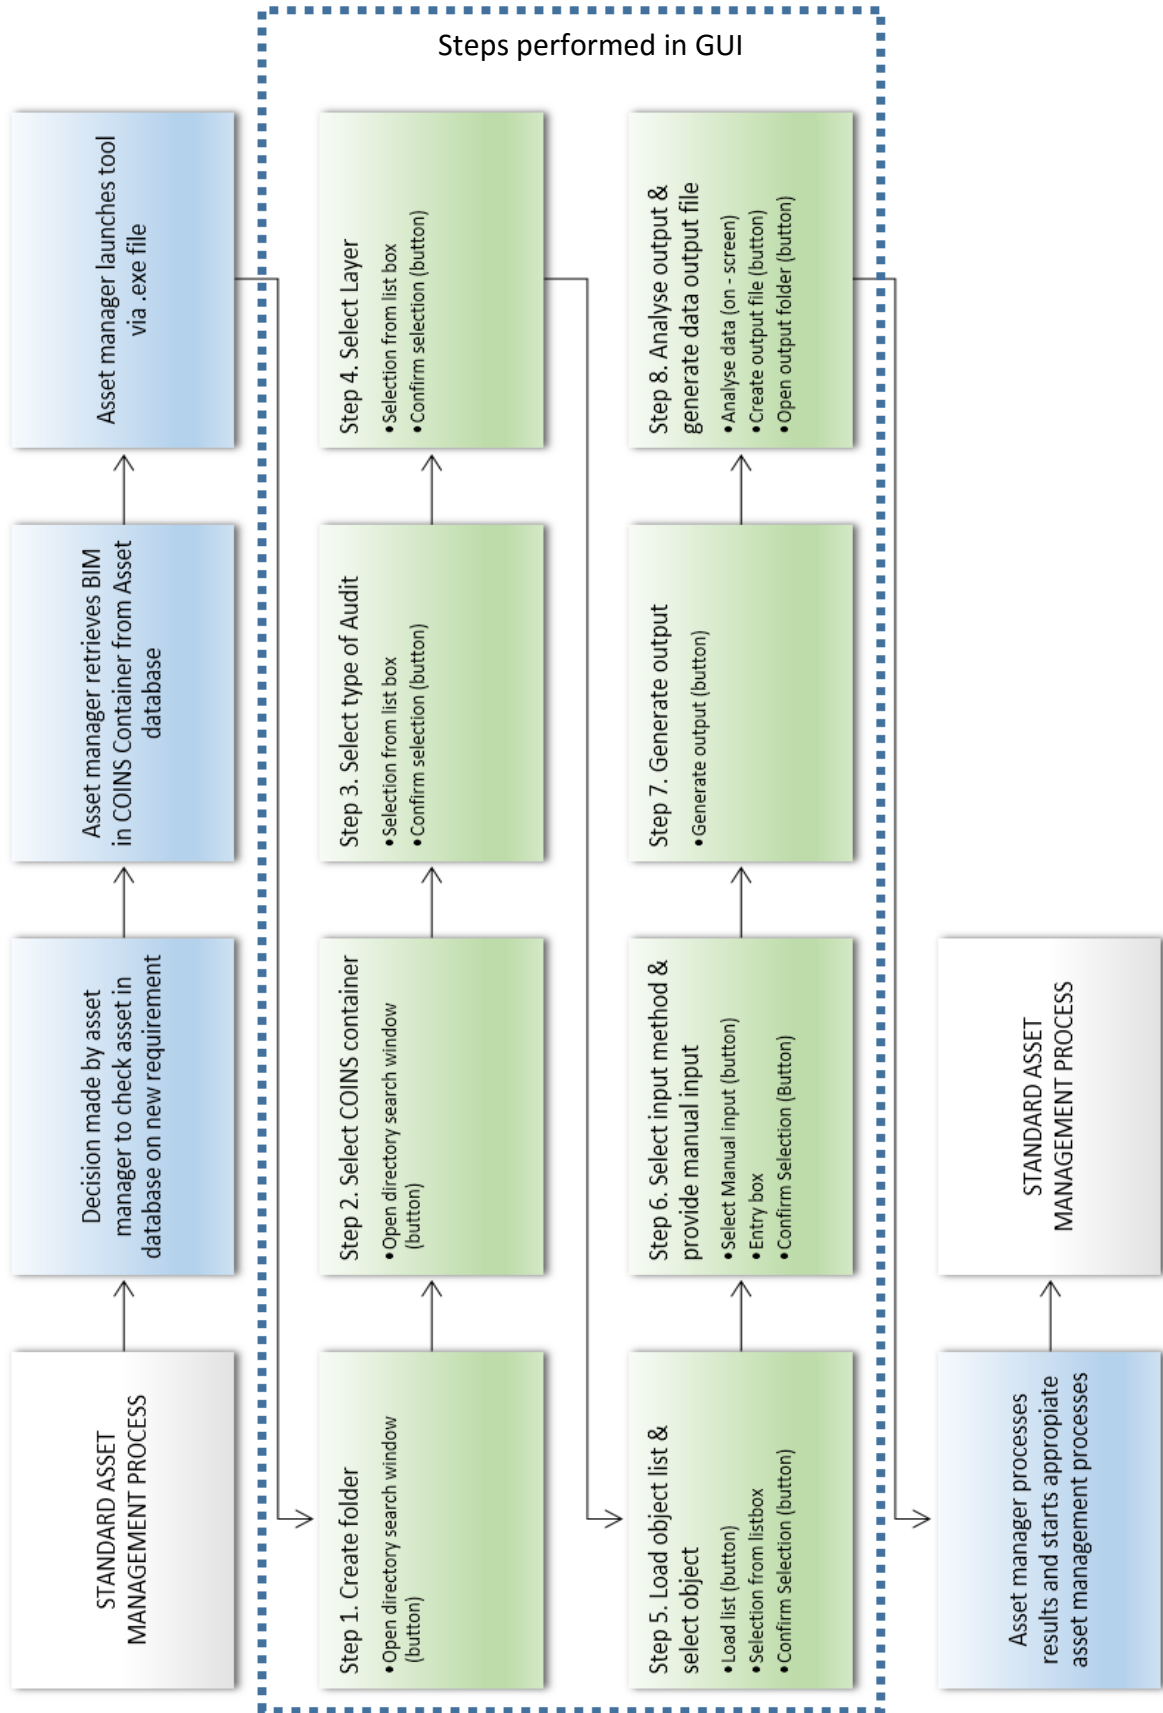 Steps performed in GUI
STANDARD ASSET
MANAGEMENT PROCESS
Decision made by asset
manager to check asset in
database on new requirement
Asset manager retrieves BIM
in COINS Container from Asset
database
Asset manager launches tool
via .exe file
Step 1. Create folder
•Open directory search window
(button)
Step 2. Select COINS container
•Open directory search window
(button)
Step 3. Select type of Audit
•Selection from list box
•Confirm selection (button)
Step 4. Select Layer
•Selection from list box
•Confirm selection (button)
Step 5. Load object list &
select object
•Load list (button)
•Selection from listbox
•Confirm Selection (button)
Step 6. Select input method &
provide manual input
•Select Manual input (button)
•Entry box
•Confirm Selection (Button)
Step 7. Generate output
•Generate output (button)
Step 8. Analyse output &
generate data output file
•Analyse data (on - screen)
•Create output file (button)
•Open output folder (button)
Asset manager processes
results and starts appropiate
asset management processes
STANDARD ASSET
MANAGEMENT PROCESS